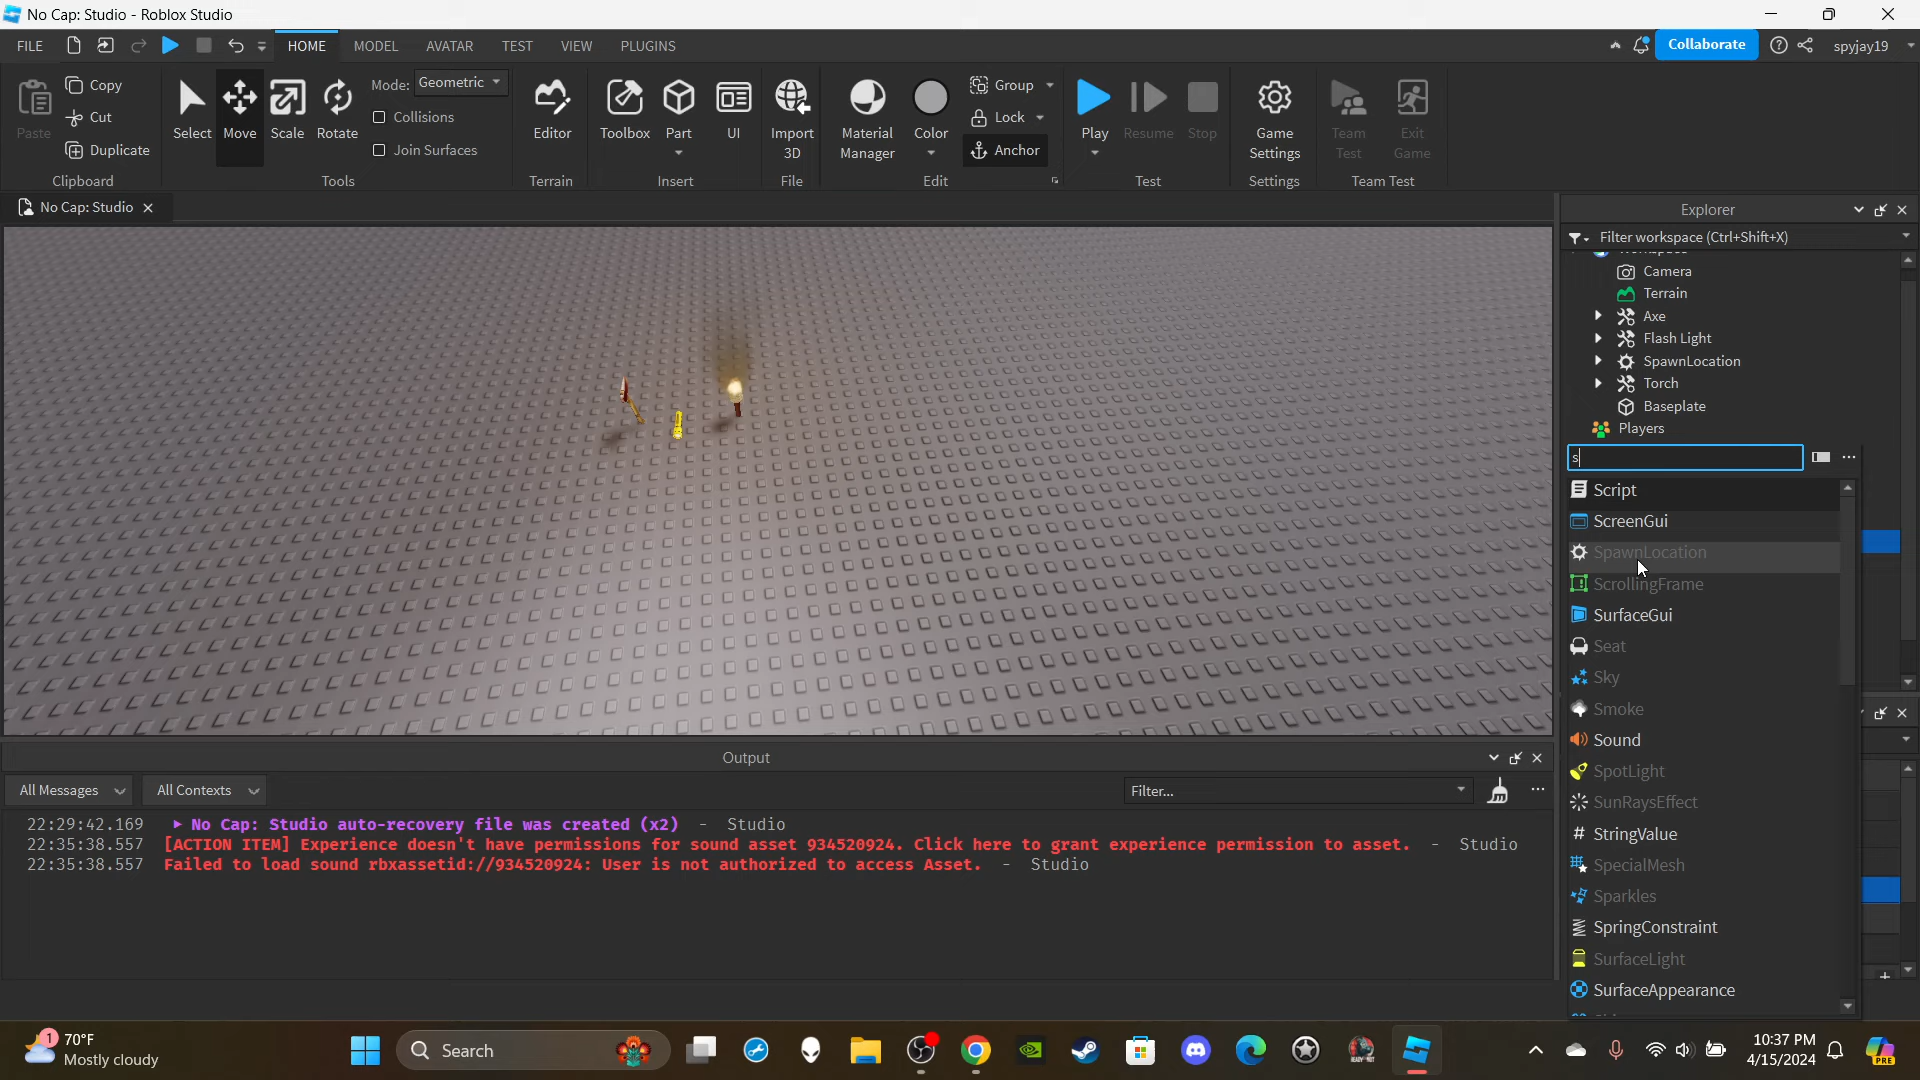 No Cap: Studio - Roblox Studio
FILE HOME MODEL AVATAR TEST VIEW PLUGINS Collaborate spyjay19
Paste Copy Cut Duplicate Clipboard
Select Move Scale Rotate Mode: Geometric Collisions Join Surfaces Tools
Editor Terrain
Toolbox Part UI Insert
Import 3D File
Material Manager Color Group Lock Anchor Edit
Play Resume Stop Test
Game Settings Settings
Team Test Exit Game Team Test
No Cap: Studio
Explorer
Filter workspace (Ctrl+Shift+X)
Camera
Terrain
Axe
Flash Light
SpawnLocation
Torch
Baseplate
Players
s
Script
ScreenGui
SpawnLocation
ScrollingFrame
SurfaceGui
Seat
Sky
Smoke
Sound
SpotLight
SunRaysEffect
StringValue
SpecialMesh
Sparkles
SpringConstraint
SurfaceLight
SurfaceAppearance
Output
All Messages All Contexts Filter...
22:29:42.169 No Cap: Studio auto-recovery file was created (x2) - Studio
22:35:38.557 [ACTION ITEM] Experience doesn't have permissions for sound asset 934520924. Click here to grant experience permission to asset. - Studio
22:35:38.557 Failed to load sound rbxassetid://934520924: User is not authorized to access Asset. - Studio
1 70°F
Mostly cloudy
Search
10:37 PM
4/15/2024
PRE